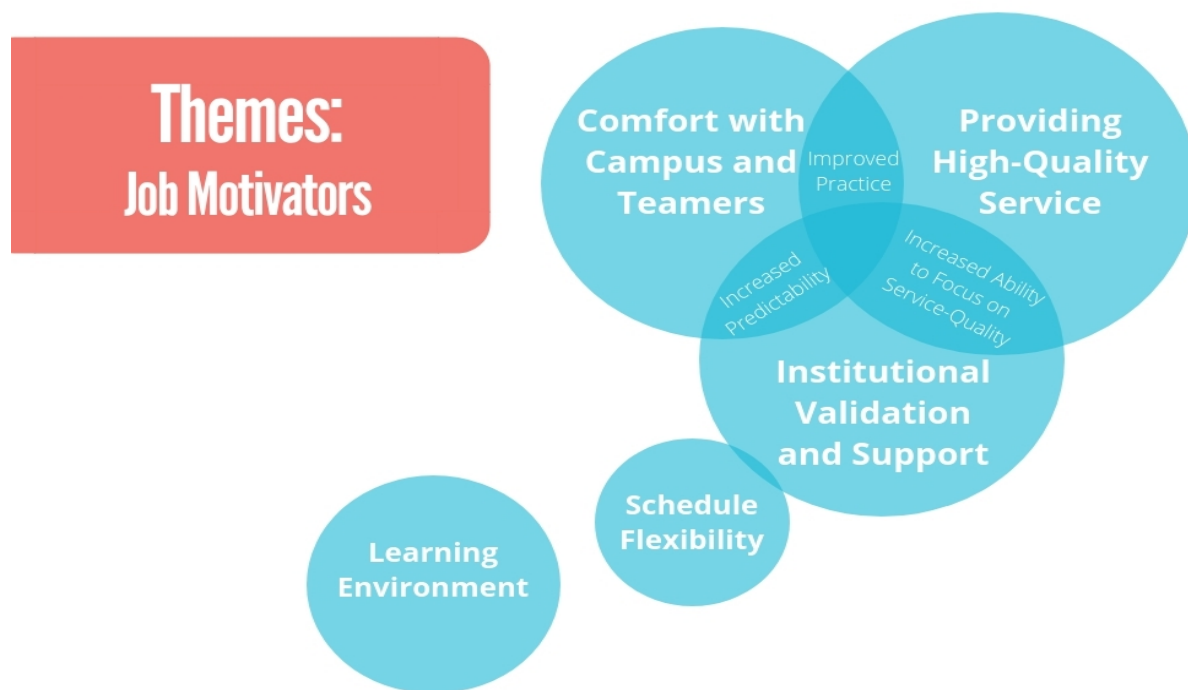 Themes:
Job Motivators
Comfort with
Campus and
Teamers
Improved
Practice
Providing
High-Quality
Service
Increased
Predictability
Increased Ability
to Focus on
Service-Quality
Institutional
Validation
and Support
Schedule
Flexibility
Learning
Environment